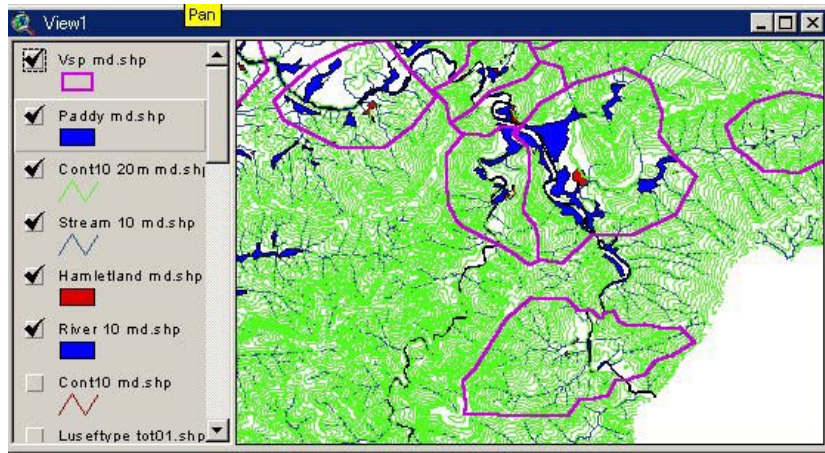 Pan
View1
Vsp md.shp
Paddy md.shp
Cont10 20m md.sh
Stream 10 md.shp
Hamletland md.shp
River 10 md.shp
Cont10 md.shp
Luseftype tot01.shp